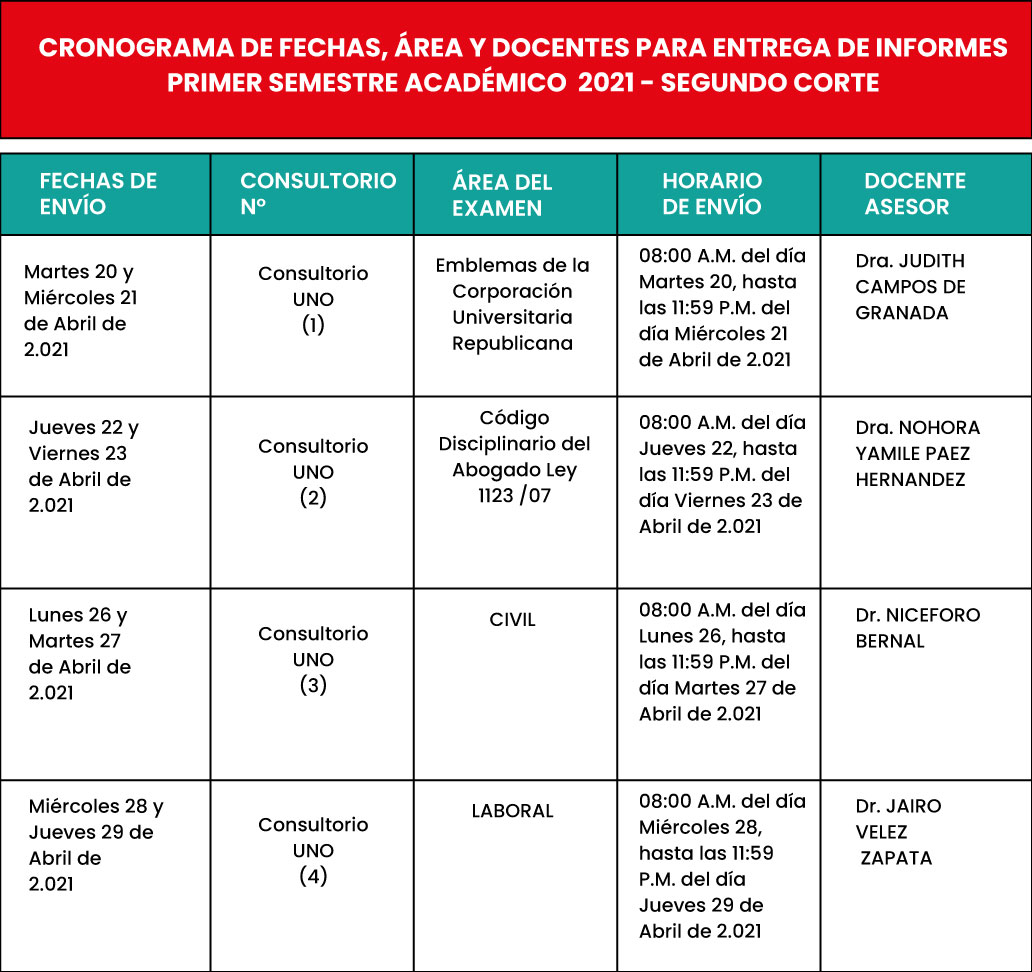 CRONOGRAMA DE FECHAS, ÁREA Y DOCENTES PARA ENTREGA DE INFORMES
PRIMER SEMESTRE ACADÉMICO 2021 - SEGUNDO CORTE
FECHAS DE
ENVÍO
CONSULTORIO
Nº
ÁREA DEL
EXAMEN
HORARIO
DE ENVÍO
DOCENTE
ASESOR
Martes 20 y
Miércoles 21
de Abril de
2.021
Consultorio
UNO
(1)
Emblemas de la
Corporación
Universitaria
Republicana
08:00 A.M. del día
Martes 20, hasta
las 11:59 P.M. del
día Miércoles 21
de Abril de 2.021
Dra. JUDITH
CAMPOS DE
GRANADA
Jueves 22 y
Viernes 23
de Abril de
2.021
Consultorio
UNO
(2)
Código
Disciplinario del
Abogado Ley
1123 /07
08:00 A.M. del día
Jueves 22, hasta
las 11:59 P.M. del
día Viernes 23 de
Abril de 2.021
Dra. NOHORA
YAMILE PAEZ
HERNANDEZ
Lunes 26 y
Martes 27
de Abril de
2.021
Consultorio
UNO
(3)
CIVIL
08:00 A.M. del día
Lunes 26, hasta
las 11:59 P.M. del
día Martes 27 de
Abril de 2.021
Dr. NICEFORO
BERNAL
Miércoles 28 y
Jueves 29 de
Abril de
2.021
Consultorio
UNO
(4)
LABORAL
08:00 A.M. del día
Miércoles 28,
hasta las 11:59
P.M. del día
Jueves 29 de
Abril de 2.021
Dr. JAIRO
VELEZ
ZAPATA